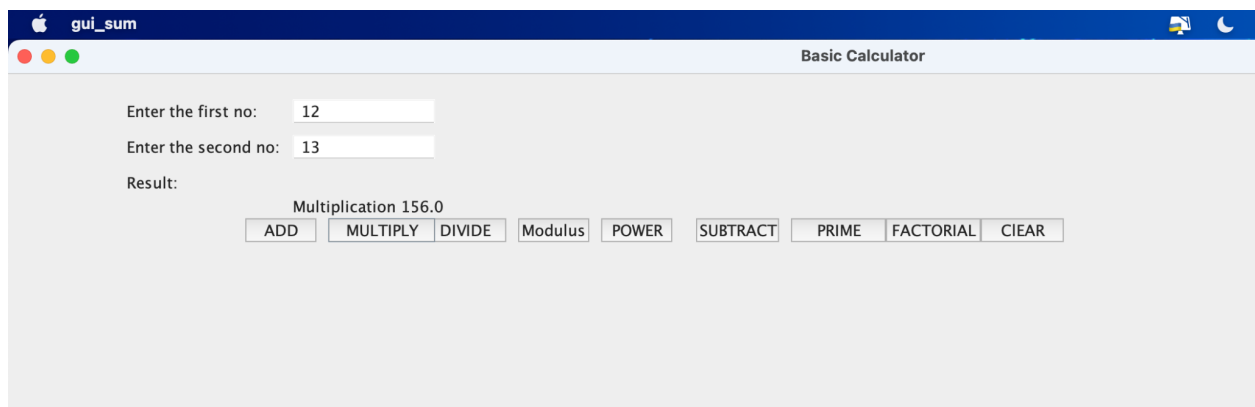 gui_sum
Basic Calculator
Enter the first no: 12
Enter the second no: 13
Result:
Multiplication 156.0
ADD MULTIPLY DIVIDE Modulus POWER SUBTRACT PRIME FACTORIAL ClEAR